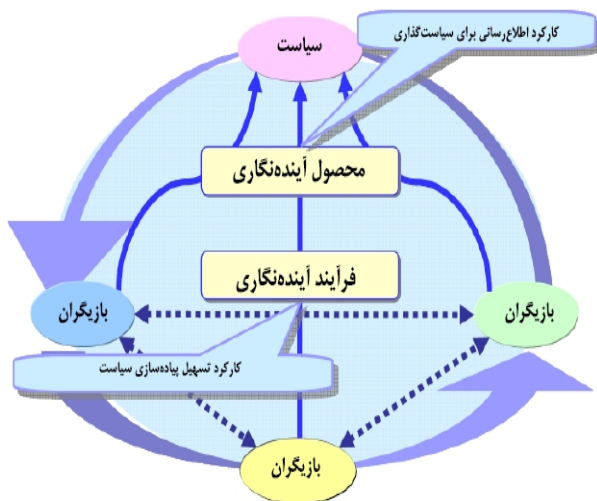 کارکرد اطلاع‌رسانی برای سیاست‌گذاری
سیاست
محصول آینده‌نگاری
فرآیند آینده‌نگاری
بازیگران
بازیگران
کارکرد تسهیل پیاده‌سازی سیاست
بازیگران